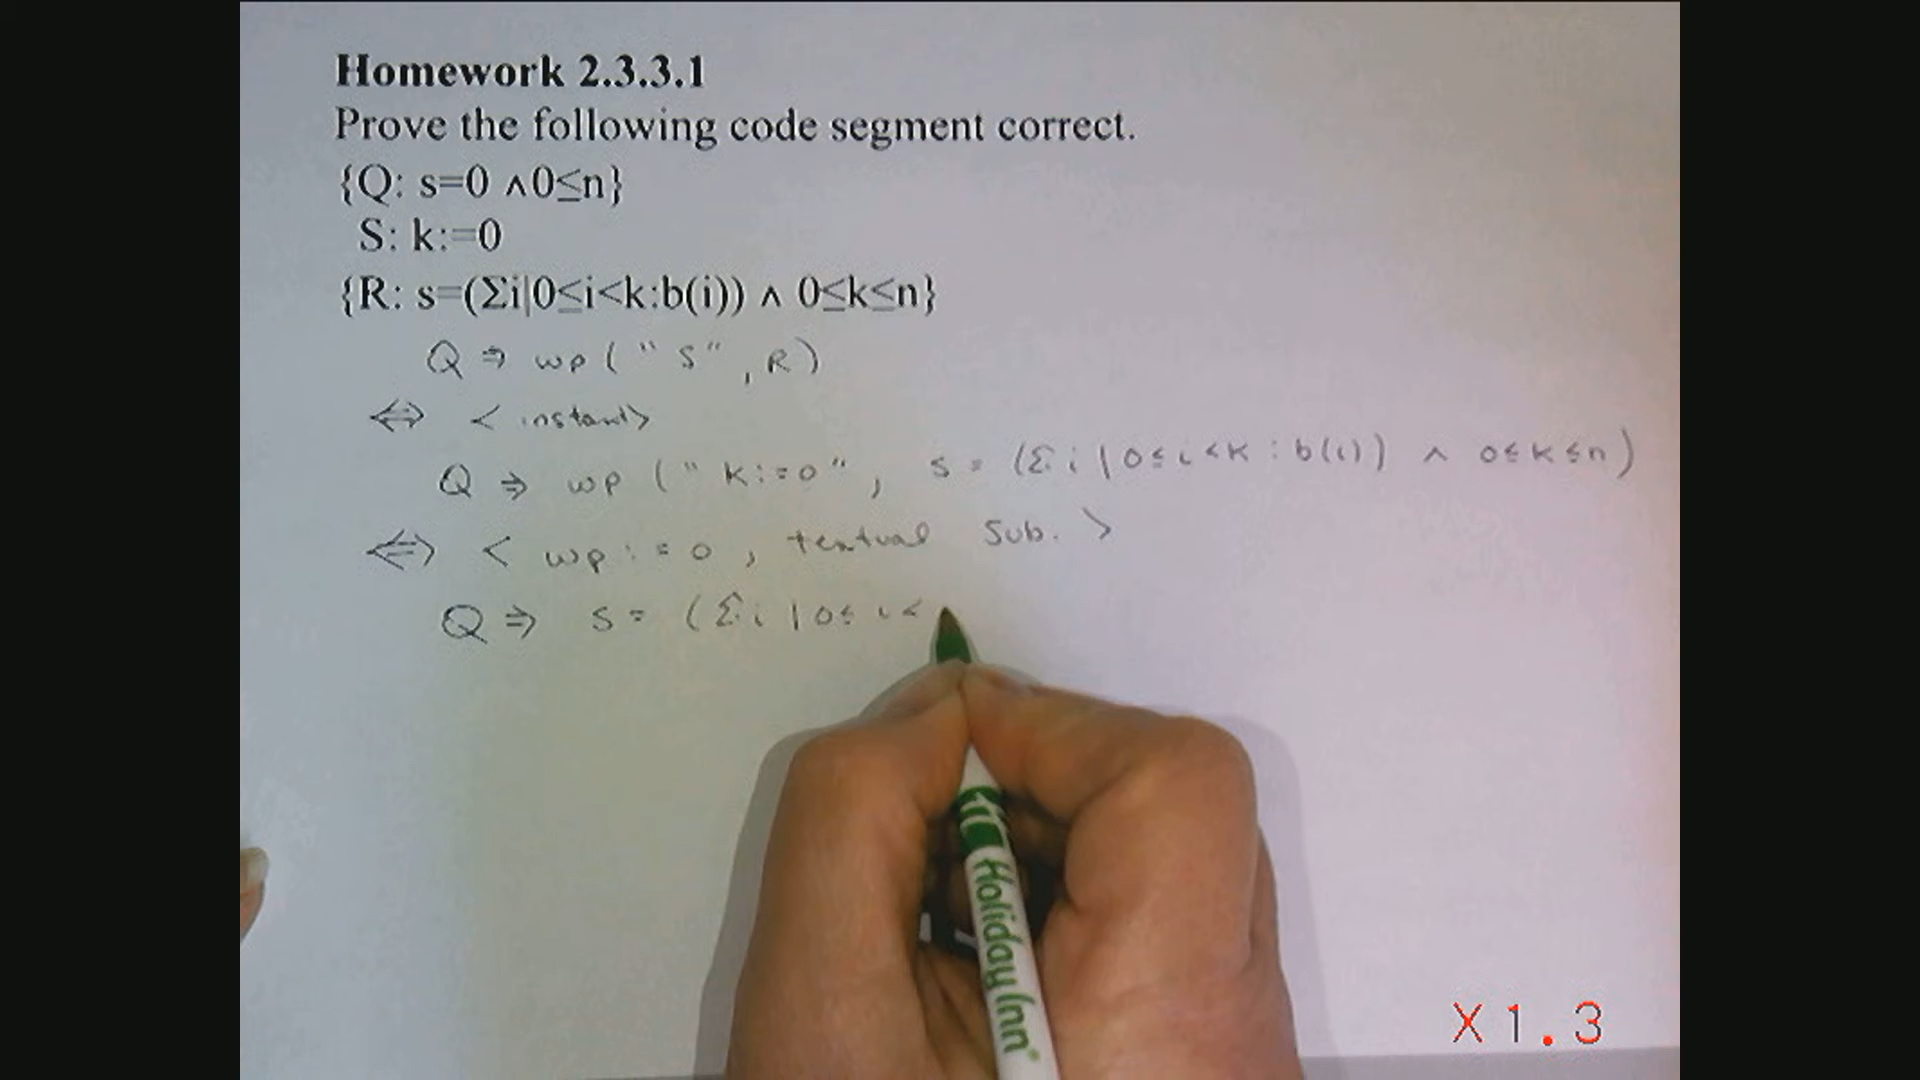 Homework 2.3.3.1
Prove the following code segment correct.
{Q: s=0 ∧0≤n}
S: k:=0
{R: s=(Σi|0≤i<k:b(i)) ∧ 0≤k≤n}
Q ⇒ wp ( "S" , R )
⇔ < instant>
Q ⇒ wp ( " k:=0 " , s = (Σ i | 0 ≤ i < k : b(i)) ∧ 0 ≤ k ≤ n )
⇔ < wp := 0 , textual Sub. >
Q ⇒ s = ( Σ i | 0 ≤ i <
Holiday Inn®
X1.3